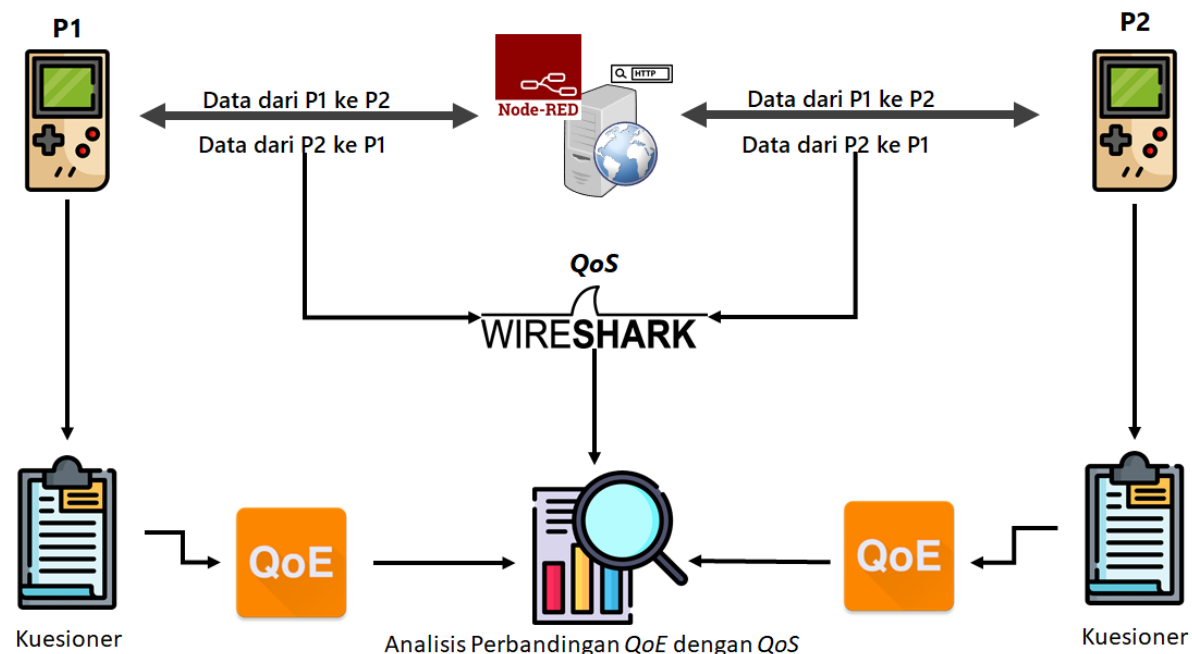 P1
P2
HTTP
Node-RED
Data dari P1 ke P2
Data dari P2 ke P1
Data dari P1 ke P2
Data dari P2 ke P1
QoS
WIRESHARK
QoE
QoE
Kuesioner
Analisis Perbandingan QoE dengan QoS
Kuesioner